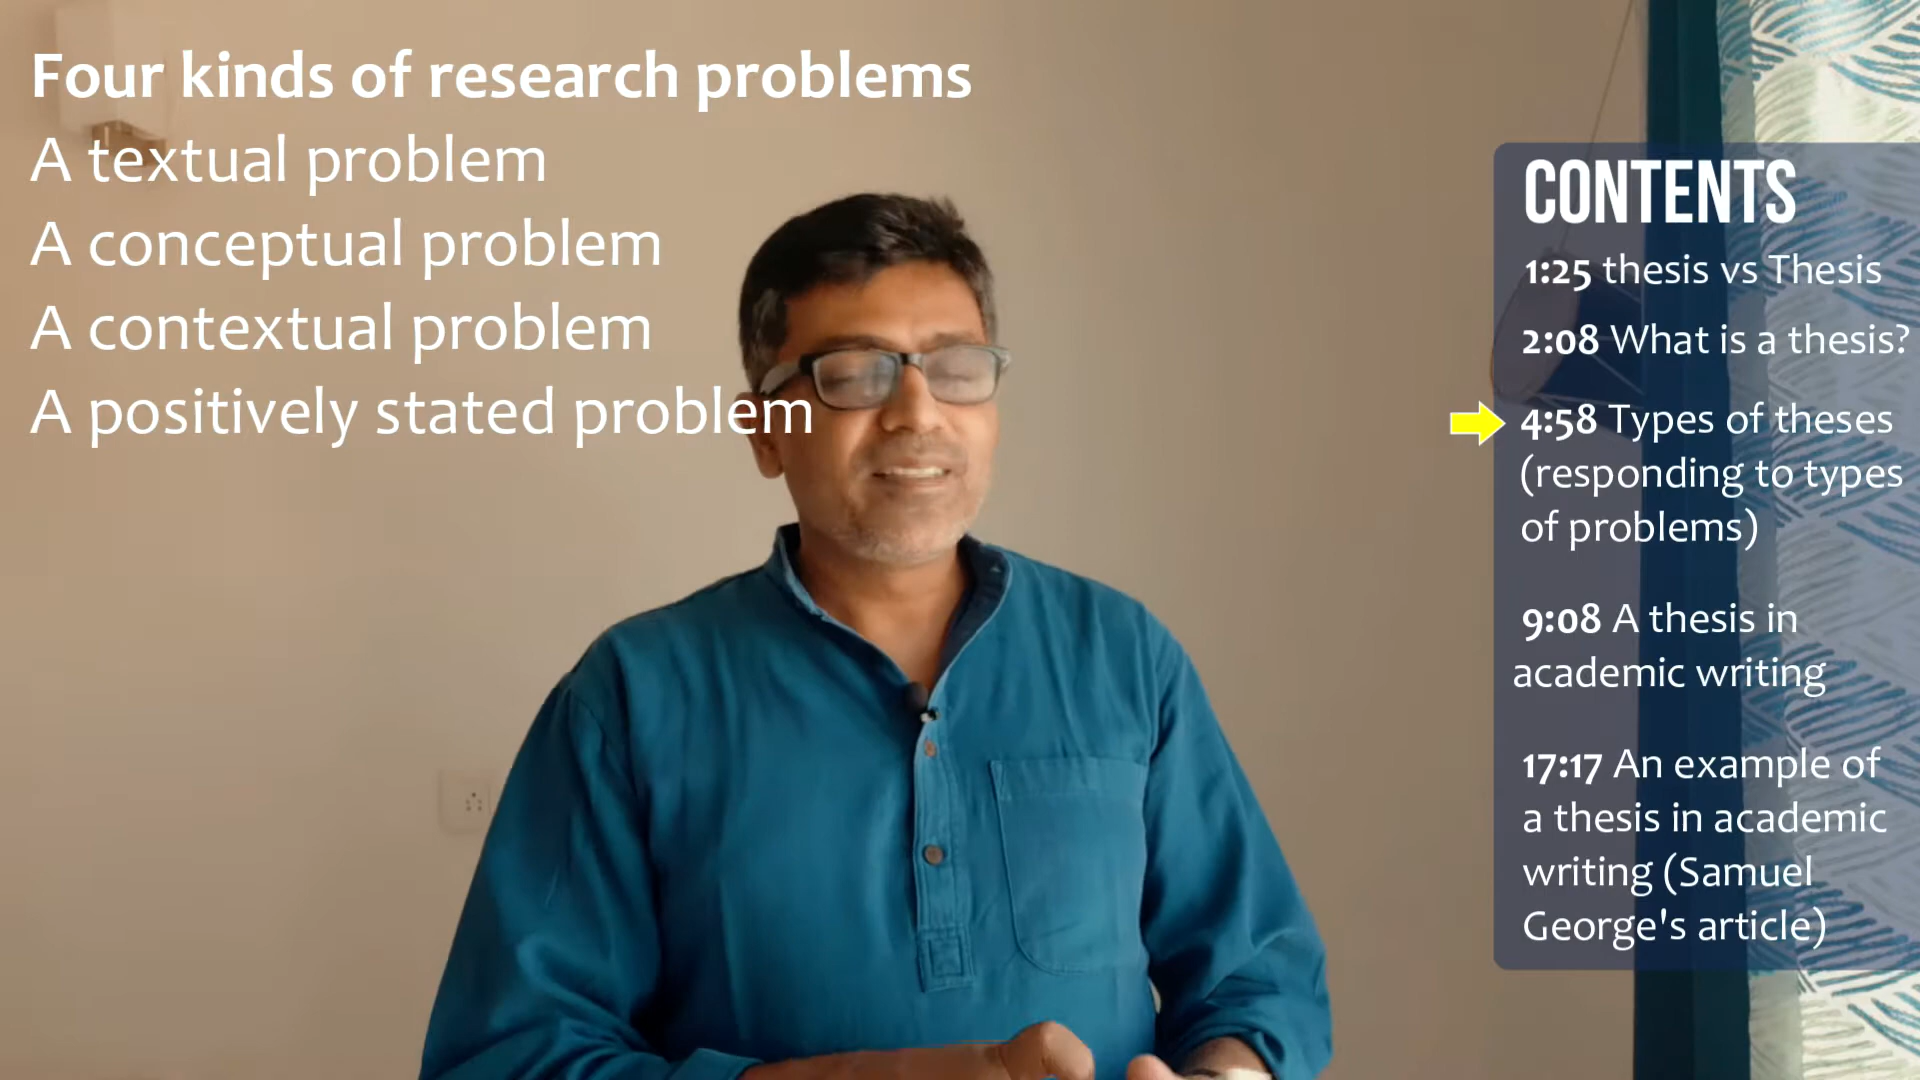 Four kinds of research problems
A textual problem
A conceptual problem
A contextual problem
A positively stated problem
CONTENTS
1:25 thesis vs Thesis
2:08 What is a thesis?
4:58 Types of theses
(responding to types
of problems)
9:08 A thesis in
academic writing
17:17 An example of
a thesis in academic
writing (Samuel
George's article)